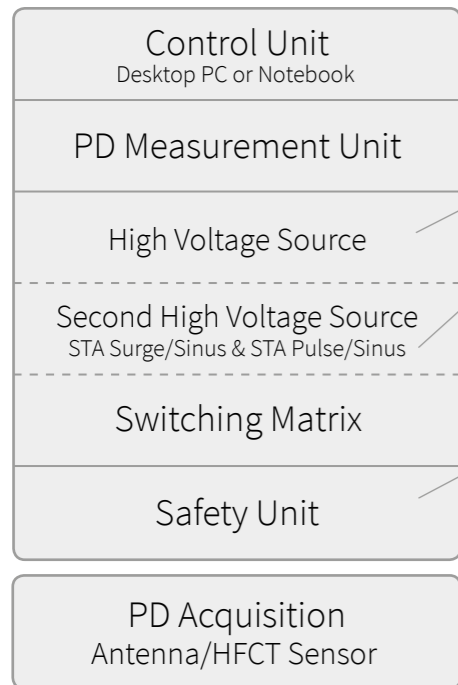 Control Unit
Desktop PC or Notebook
PD Measurement Unit
High Voltage Source
Second High Voltage Source
STA Surge/Sinus & STA Pulse/Sinus
Switching Matrix
Safety Unit
PD Acquisition
Antenna/HFCT Sensor